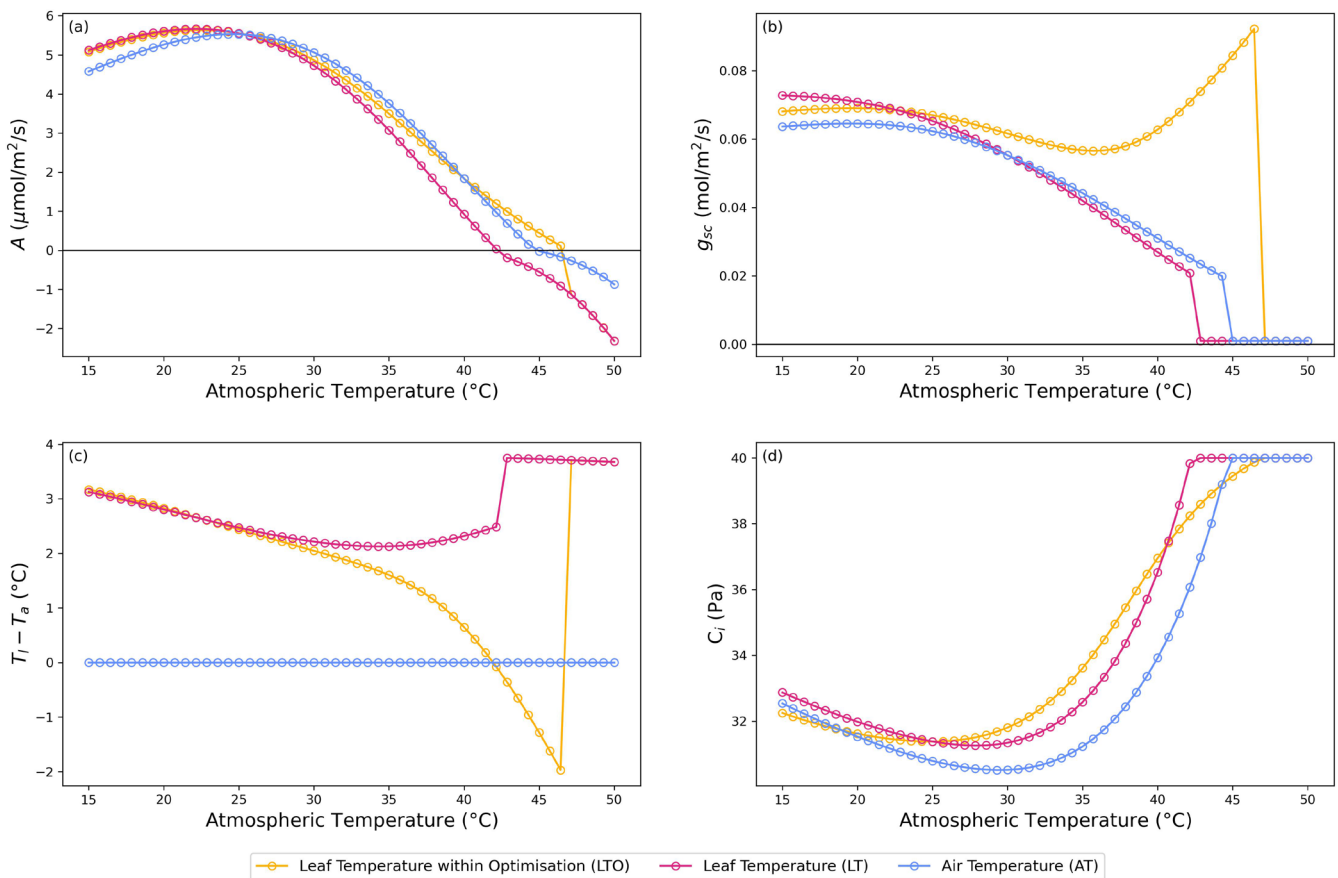 (a)
6
5
4
3
2
1
0
−1
−2
A (μmol/m²/s)
15 20 25 30 35 40 45 50
Atmospheric Temperature (°C)
(b)
0.08
0.06
0.04
0.02
0.00
g_sc (mol/m²/s)
15 20 25 30 35 40 45 50
Atmospheric Temperature (°C)
(c)
4
3
2
1
0
−1
−2
T_l − T_a (°C)
15 20 25 30 35 40 45 50
Atmospheric Temperature (°C)
(d)
40
38
36
34
32
C_i (Pa)
15 20 25 30 35 40 45 50
Atmospheric Temperature (°C)
Leaf Temperature within Optimisation (LTO) Leaf Temperature (LT) Air Temperature (AT)